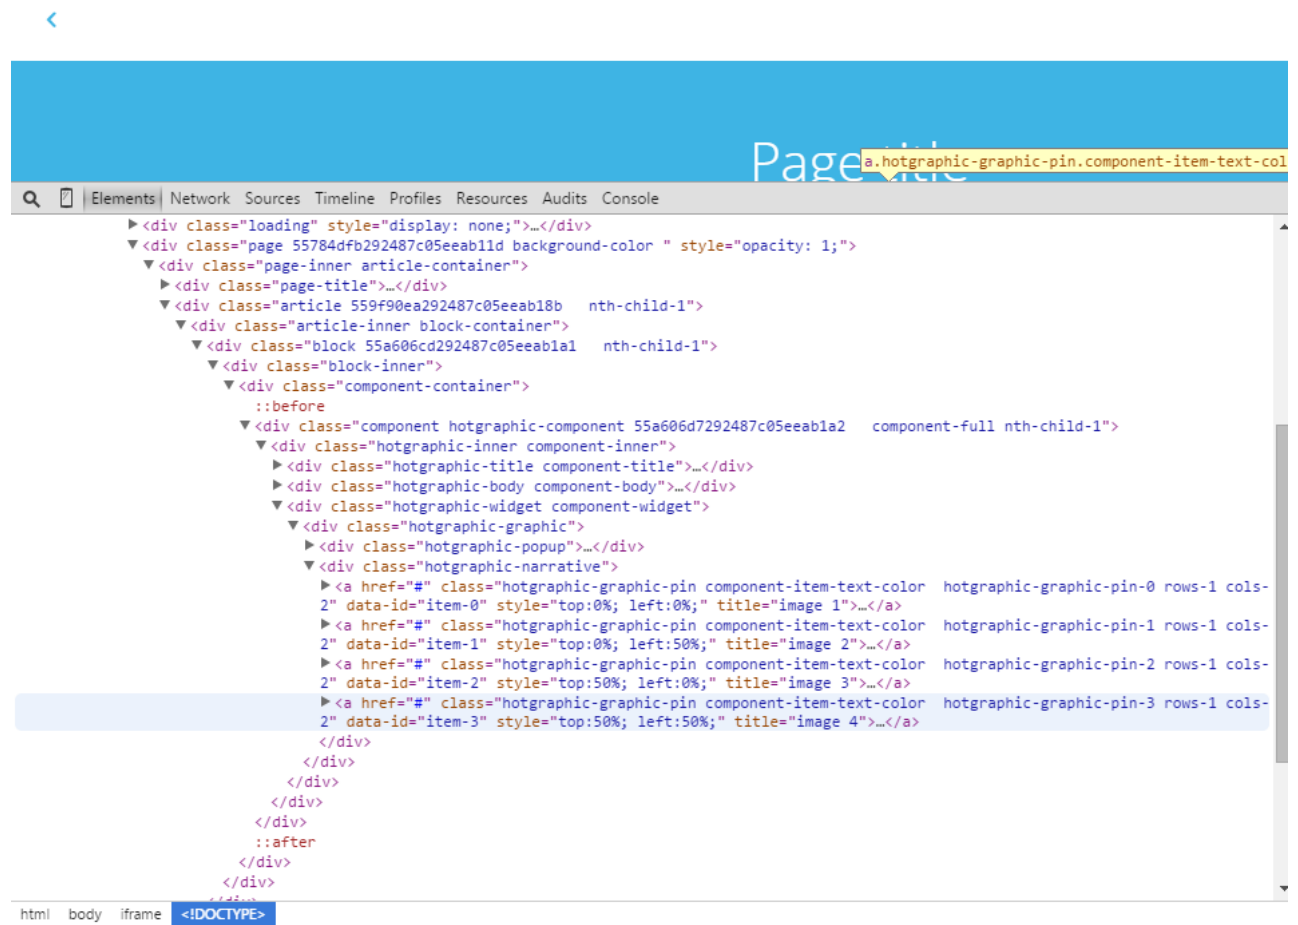 Page title
a.hotgraphic-graphic-pin.component-item-text-col
Elements Network Sources Timeline Profiles Resources Audits Console
▶<div class="loading" style="display: none;">…</div>
▼<div class="page 55784dfb292487c05eeab11d background-color " style="opacity: 1;">
▼<div class="page-inner article-container">
▶<div class="page-title">…</div>
▼<div class="article 559f90ea292487c05eeab18b   nth-child-1">
▼<div class="article-inner block-container">
▼<div class="block 55a606cd292487c05eeab1a1   nth-child-1">
▼<div class="block-inner">
▼<div class="component-container">
::before
▼<div class="component hotgraphic-component 55a606d7292487c05eeab1a2   component-full nth-child-1">
▼<div class="hotgraphic-inner component-inner">
▶<div class="hotgraphic-title component-title">…</div>
▶<div class="hotgraphic-body component-body">…</div>
▼<div class="hotgraphic-widget component-widget">
▼<div class="hotgraphic-graphic">
▶<div class="hotgraphic-popup">…</div>
▼<div class="hotgraphic-narrative">
▶<a href="#" class="hotgraphic-graphic-pin component-item-text-color  hotgraphic-graphic-pin-0 rows-1 cols-
2" data-id="item-0" style="top:0%; left:0%;" title="image 1">…</a>
▶<a href="#" class="hotgraphic-graphic-pin component-item-text-color  hotgraphic-graphic-pin-1 rows-1 cols-
2" data-id="item-1" style="top:0%; left:50%;" title="image 2">…</a>
▶<a href="#" class="hotgraphic-graphic-pin component-item-text-color  hotgraphic-graphic-pin-2 rows-1 cols-
2" data-id="item-2" style="top:50%; left:0%;" title="image 3">…</a>
▶<a href="#" class="hotgraphic-graphic-pin component-item-text-color  hotgraphic-graphic-pin-3 rows-1 cols-
2" data-id="item-3" style="top:50%; left:50%;" title="image 4">…</a>
</div>
</div>
</div>
</div>
</div>
::after
</div>
</div>
</div>
html body iframe <!DOCTYPE>